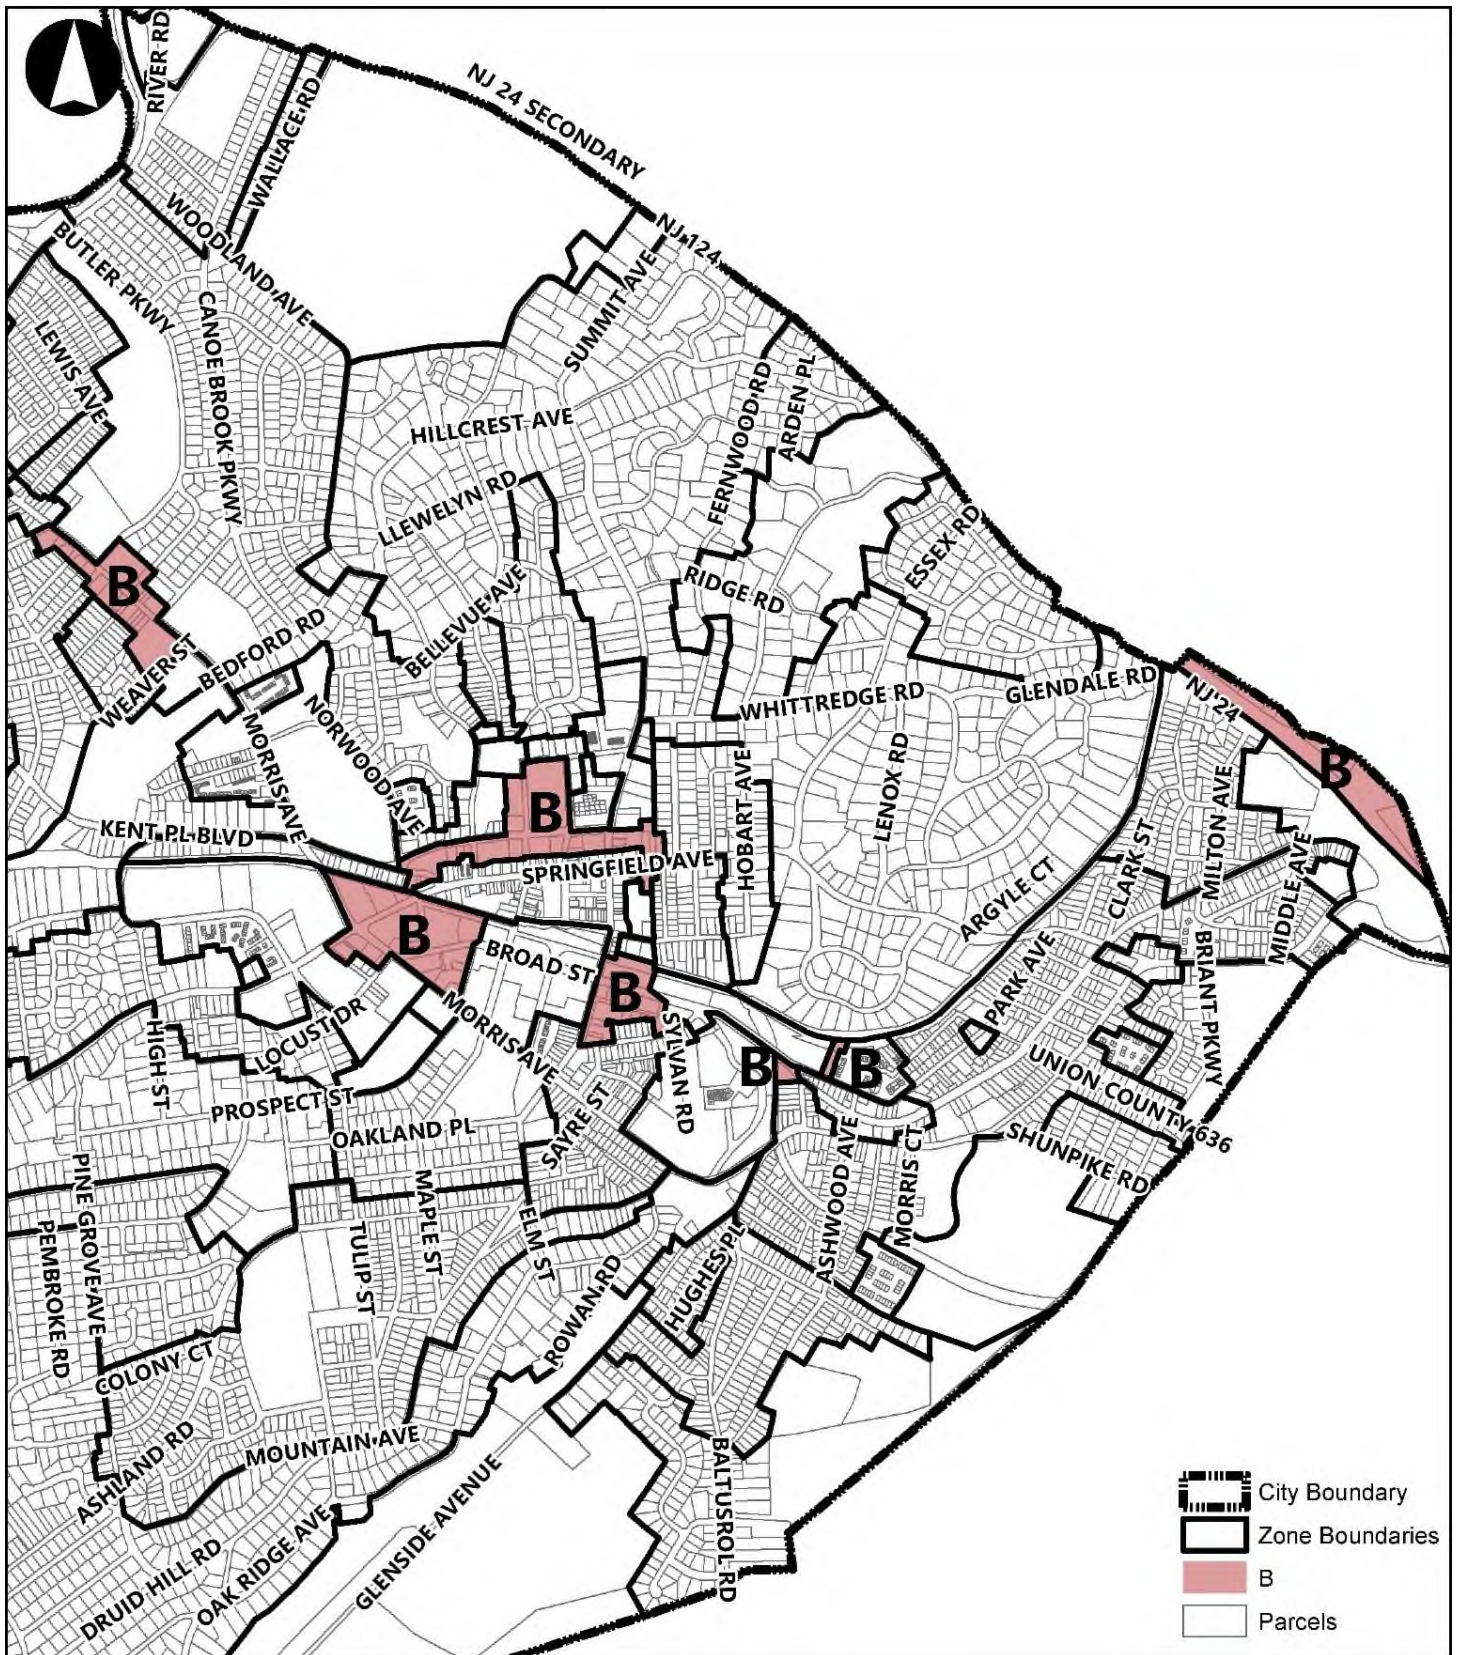 RIVER RD
WALLACE RD
NJ 24 SECONDARY
WOODLAND AVE
NJ 124
BUTLER PKWY
SUMMIT AVE
LEWIS AVE
CANOE BROOK PKWY
FERNWOOD RD
ARDEN PL
HILLCREST AVE
LLEWELYN RD
ESSEX RD
B
RIDGE RD
BELLEVUE AVE
BEDFORD RD
WEAVER ST
GLENDALE RD
NJ 24
WHITTREDGE RD
NORWOOD AVE
MORRIS AVE
HOBART AVE
LENOX RD
B
B
MILTON AVE
KENT PL BLVD
SPRINGFIELD AVE
CLARK ST
MIDDLE AVE
ARGYLE CT
B
BROAD ST
B
PARK AVE
BRIANT PKWY
HIGH ST
LOCUST DR
MORRIS AVE
SYLVAN RD
B
B
UNION COUNTY 636
PROSPECT ST
OAKLAND PL
SAYRE ST
SHUNPIKE RD
PINE GROVE AVE
MAPLE ST
ASHWOOD AVE
MORRIS CT
PEMBROKE RD
TULIP ST
ELM ST
HUGHES PL
ROWAN RD
COLONY CT
ASHLAND RD
MOUNTAIN AVE
BALTUSROL RD
GLENSIDE AVENUE
DRUID HILL RD
OAK RIDGE AVE
City Boundary
Zone Boundaries
B
Parcels